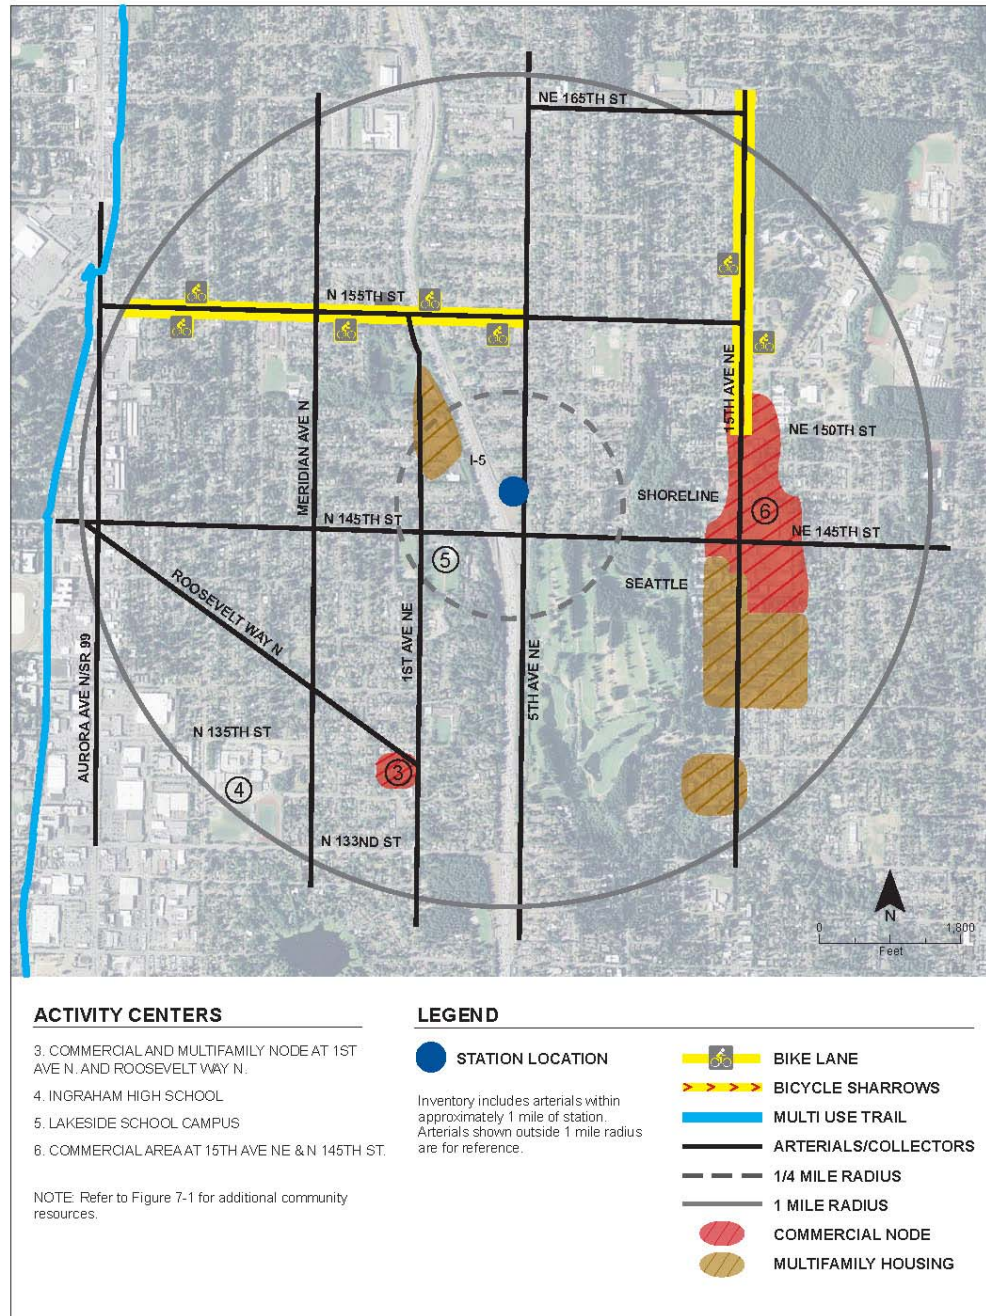 NE 165TH ST
N 155TH ST
MERIDIAN AVE N
15TH AVE NE
NE 150TH ST
I-5
SHORELINE
6
N 145TH ST
NE 145TH ST
5
SEATTLE
ROOSEVELT WAY N
1ST AVE NE
5TH AVE NE
AURORA AVE N/SR 99
N 135TH ST
3
4
N 133ND ST
N
0
1,800
Feet
ACTIVITY CENTERS
3. COMMERCIAL AND MULTIFAMILY NODE AT 1ST
AVE N. AND ROOSEVELT WAY N.
4. INGRAHAM HIGH SCHOOL
5. LAKESIDE SCHOOL CAMPUS
6. COMMERCIAL AREA AT 15TH AVE NE & N 145TH ST.
NOTE: Refer to Figure 7-1 for additional community
resources.
LEGEND
STATION LOCATION
Inventory includes arterials within
approximately 1 mile of station.
Arterials shown outside 1 mile radius
are for reference.
BIKE LANE
BICYCLE SHARROWS
MULTI USE TRAIL
ARTERIALS/COLLECTORS
1/4 MILE RADIUS
1 MILE RADIUS
COMMERCIAL NODE
MULTIFAMILY HOUSING